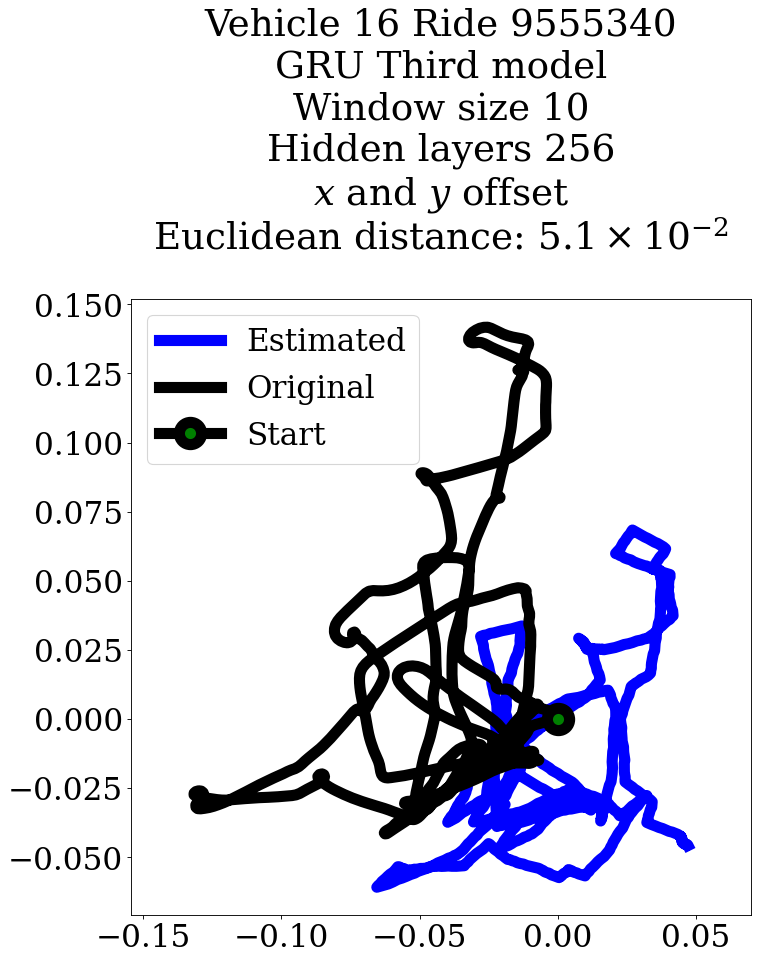 Vehicle 16 Ride 9555340
GRU Third model
Window size 10
Hidden layers 256
x and y offset
Euclidean distance: 5.1 × 10⁻²
0.150
0.125
0.100
0.075
0.050
0.025
0.000
−0.025
−0.050
Estimated
Original
Start
−0.15
−0.10
−0.05
0.00
0.05